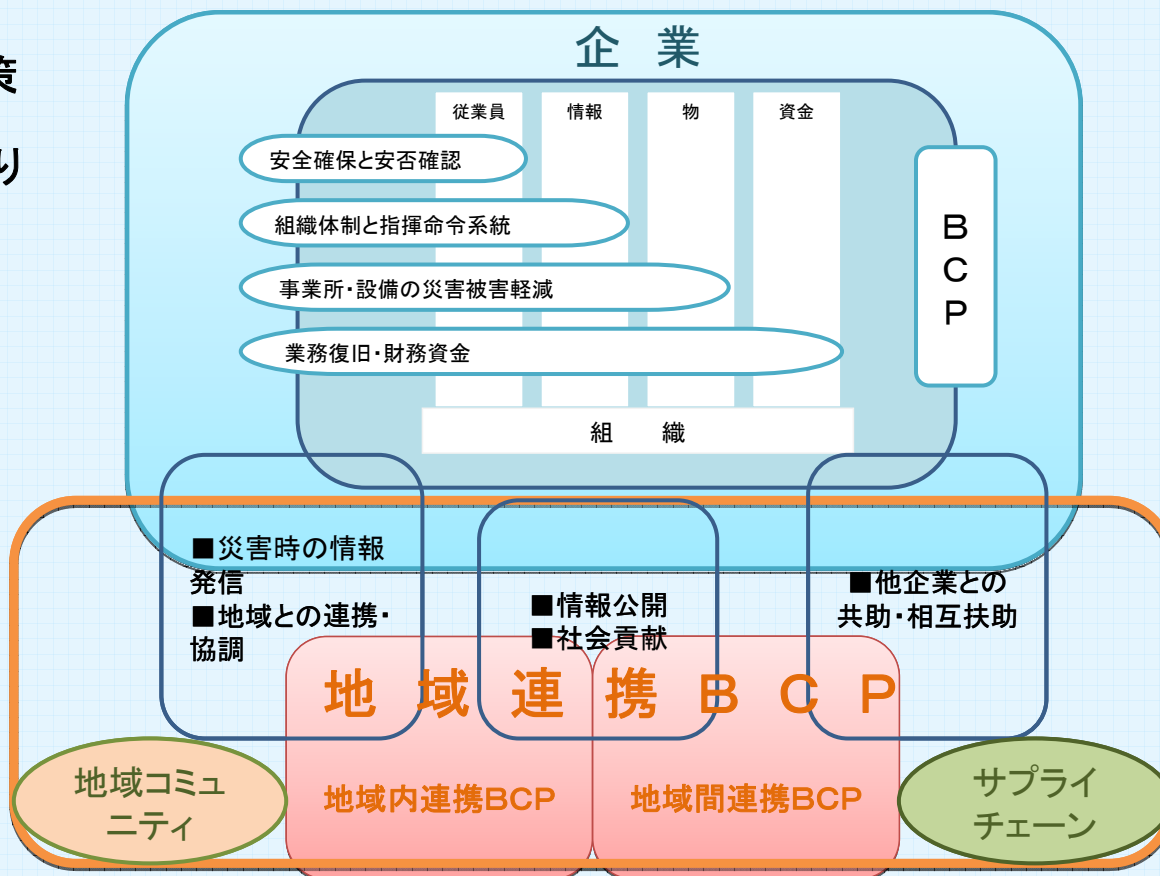 策
り
企 業
従業員 情報 物 資金
安全確保と安否確認
組織体制と指揮命令系統
事業所・設備の災害被害軽減
業務復旧・財務資金
組 織
B
C
P
■災害時の情報
発信
■地域との連携・
協調
■情報公開
■社会貢献
■他企業との
共助・相互扶助
地 域 連 携 B C P
地域内連携BCP
地域間連携BCP
地域コミュ
ニティ
サプライ
チェーン